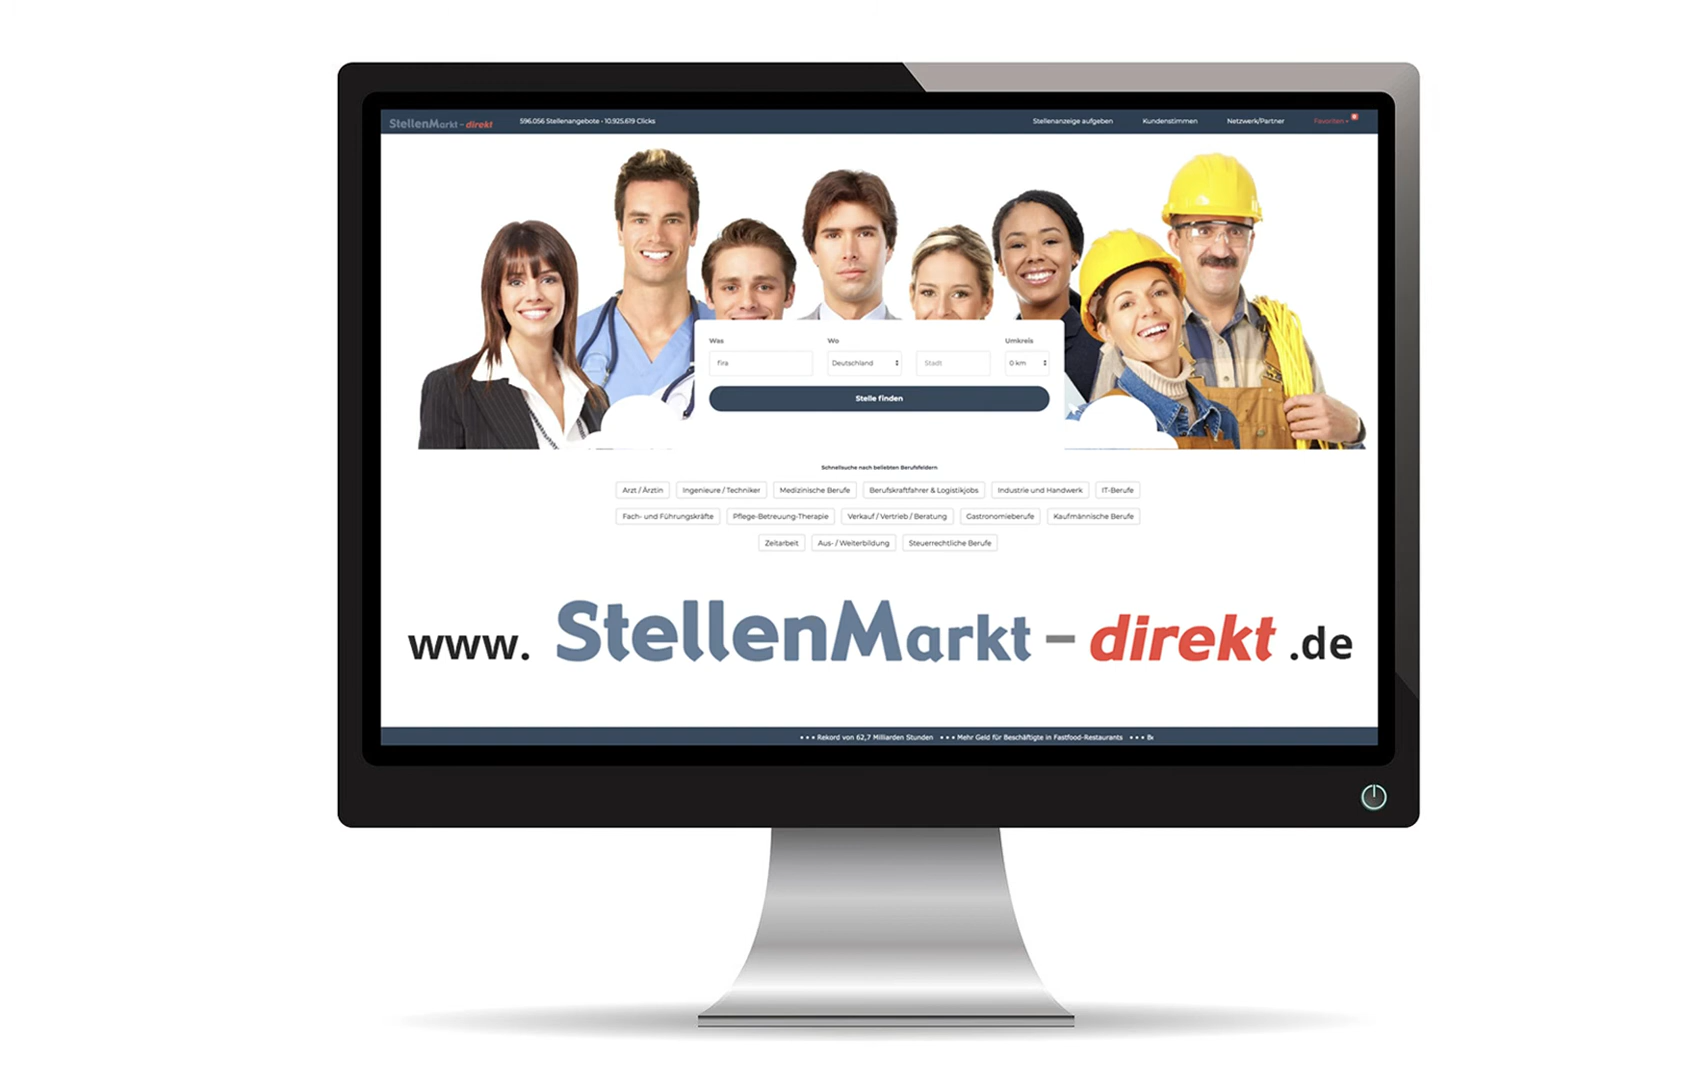 StellenMarkt - direkt 596.056 Stellenangebote - 10.925.619 Clicks Stellenanzeige aufgeben Kundenstimmen Netzwerk/Partner Favoriten
Was Wo Umkreis
fira Deutschland Stadt 0 km
Stelle finden
Schnellsuche nach beliebten Berufsfeldern
Arzt / Ärztin Ingenieure / Techniker Medizinische Berufe Berufskraftfahrer & Logistikjobs Industrie und Handwerk IT-Berufe
Fach- und Führungskräfte Pflege-Betreuung-Therapie Verkauf / Vertrieb / Beratung Gastronomieberufe Kaufmännische Berufe
Zeitarbeit Aus- / Weiterbildung Steuerrechtliche Berufe
www. StellenMarkt - direkt .de
• • • Rekord von 62,7 Milliarden Stunden • • • Mehr Geld für Beschäftigte in Fastfood-Restaurants • • •